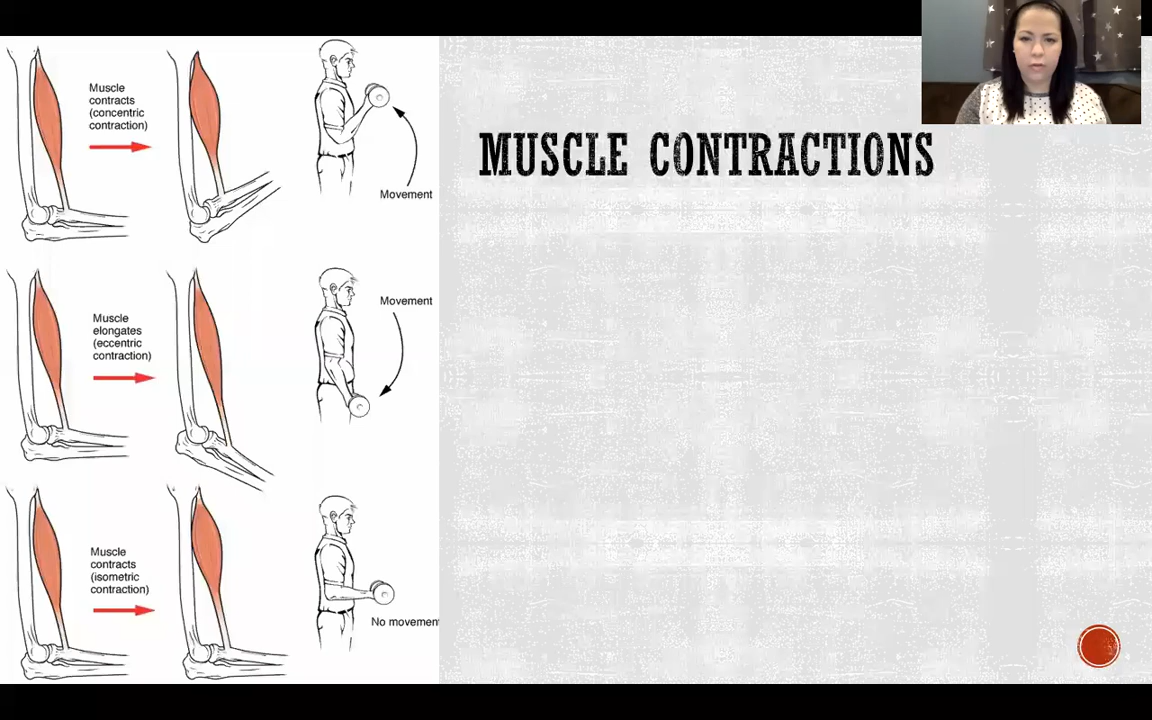 Muscle
contracts
(concentric
contraction)
Movement
MUSCLE CONTRACTIONS
Muscle
elongates
(eccentric
contraction)
Movement
Muscle
contracts
(isometric
contraction)
No movement